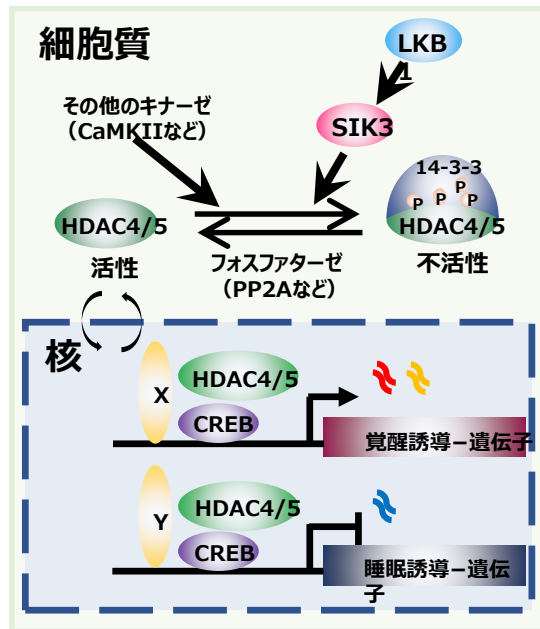 細胞質
LKB
1
その他のキナーゼ
（CaMKIIなど）
SIK3
14-3-3
P
P
P
P
HDAC4/5
HDAC4/5
活性
フォスファターゼ
（PP2Aなど）
不活性
核
X
HDAC4/5
CREB
覚醒誘導–遺伝子
Y
HDAC4/5
CREB
睡眠誘導–遺伝
子